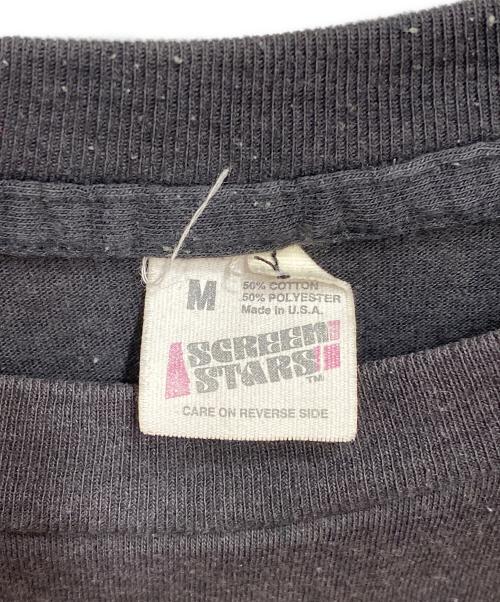 M
50% COTTON
50% POLYESTER
Made in U.S.A.
SCREEN
STARS
TM
CARE ON REVERSE SIDE